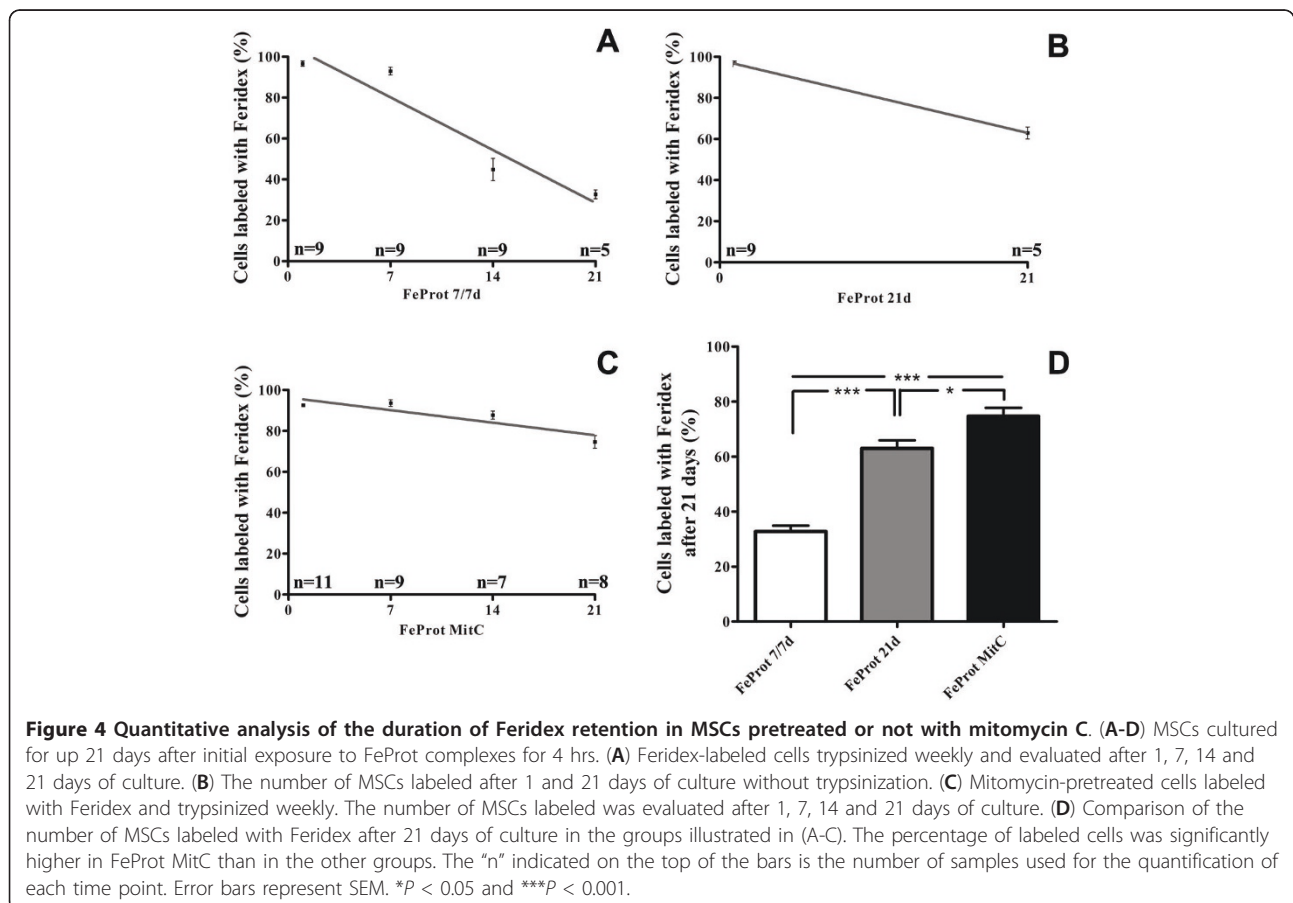 A
Cells labeled with Feridex (%)
100
80
60
40
20
0
n=9 n=9 n=9 n=5
0 7 14 21
FeProt 7/7d
B
Cells labeled with Feridex (%)
100
80
60
40
20
0
n=9 n=5
0 21
FeProt 21d
C
Cells labeled with Feridex (%)
100
80
60
40
20
0
n=11 n=9 n=7 n=8
0 7 14 21
FeProt MitC
D
Cells labeled with Feridex
after 21 days (%)
100
80
60
40
20
0
***
*** *
FeProt 7/7d
FeProt 21d
FeProt MitC
Figure 4 Quantitative analysis of the duration of Feridex retention in MSCs pretreated or not with mitomycin C. (A-D) MSCs cultured
for up 21 days after initial exposure to FeProt complexes for 4 hrs. (A) Feridex-labeled cells trypsinized weekly and evaluated after 1, 7, 14 and
21 days of culture. (B) The number of MSCs labeled after 1 and 21 days of culture without trypsinization. (C) Mitomycin-pretreated cells labeled
with Feridex and trypsinized weekly. The number of MSCs labeled was evaluated after 1, 7, 14 and 21 days of culture. (D) Comparison of the
number of MSCs labeled with Feridex after 21 days of culture in the groups illustrated in (A-C). The percentage of labeled cells was significantly
higher in FeProt MitC than in the other groups. The “n” indicated on the top of the bars is the number of samples used for the quantification of
each time point. Error bars represent SEM. *P < 0.05 and ***P < 0.001.